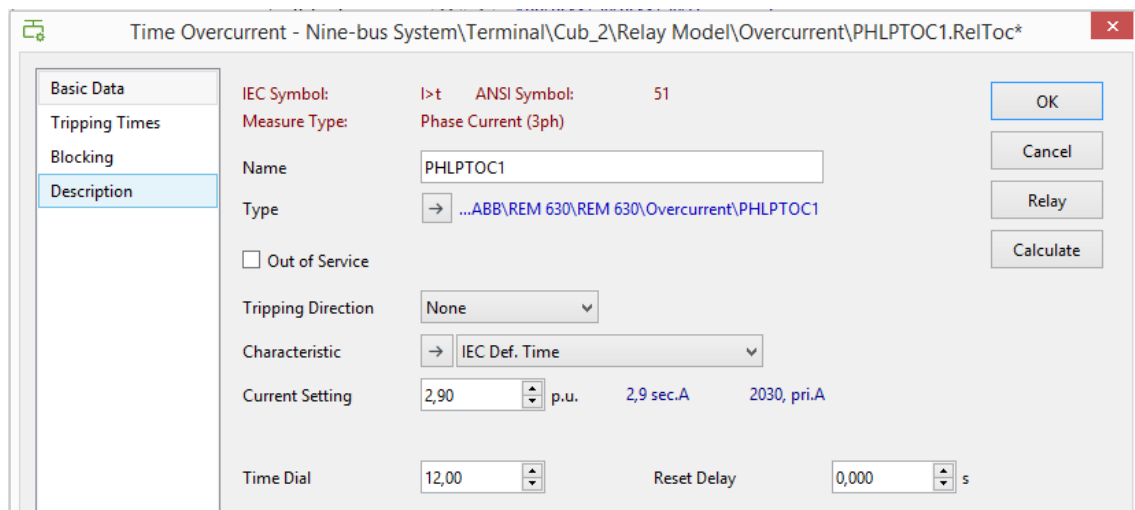 Time Overcurrent - Nine-bus System\Terminal\Cub_2\Relay Model\Overcurrent\PHLPTOC1.RelToc*
Basic Data
Tripping Times
Blocking
Description
IEC Symbol: I>t ANSI Symbol: 51
Measure Type: Phase Current (3ph)
Name PHLPTOC1
Type ...ABB\REM 630\REM 630\Overcurrent\PHLPTOC1
Out of Service
Tripping Direction None
Characteristic IEC Def. Time
Current Setting 2,90 p.u. 2,9 sec.A 2030, pri.A
Time Dial 12,00 Reset Delay 0,000 s
OK
Cancel
Relay
Calculate